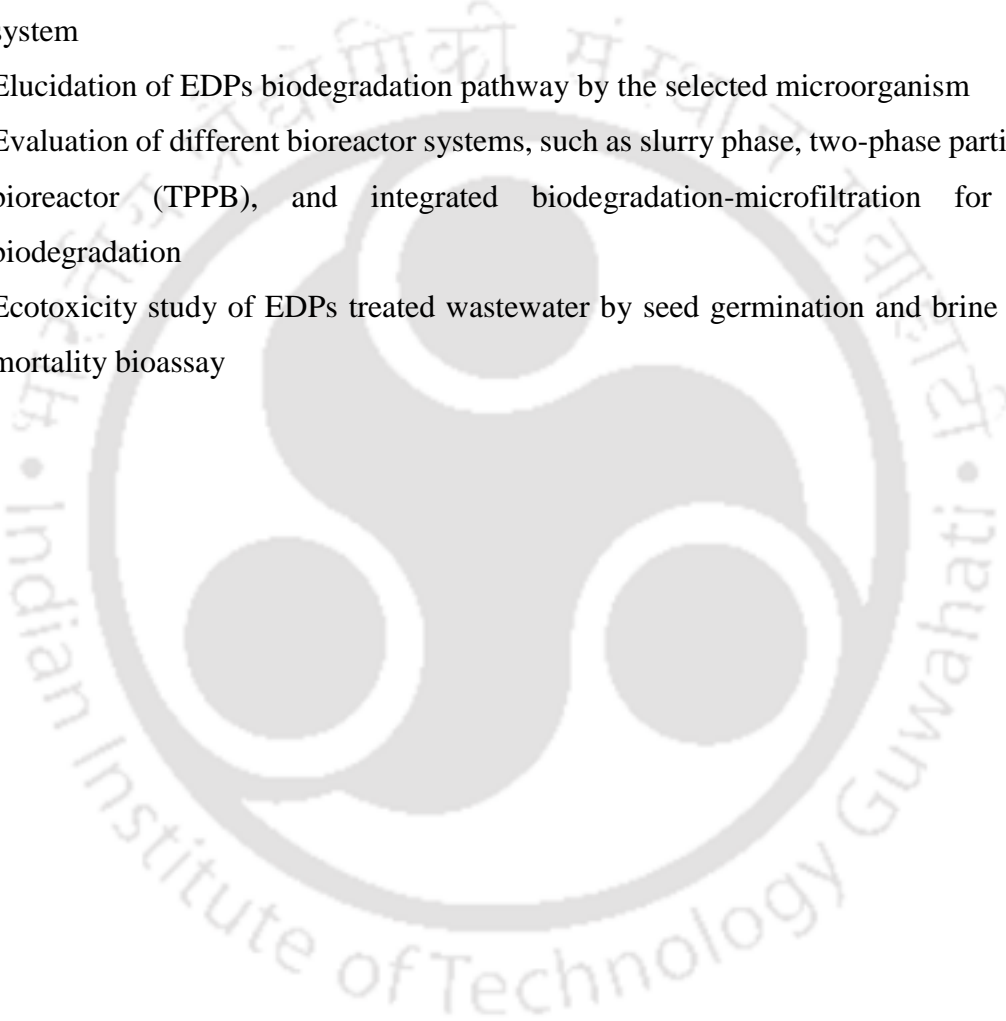 system
Elucidation of EDPs biodegradation pathway by the selected microorganism
Evaluation of different bioreactor systems, such as slurry phase, two-phase parti
bioreactor (TPPB), and integrated biodegradation-microfiltration for
biodegradation
Ecotoxicity study of EDPs treated wastewater by seed germination and brine
mortality bioassay
Indian Institute of Technology Guwahati